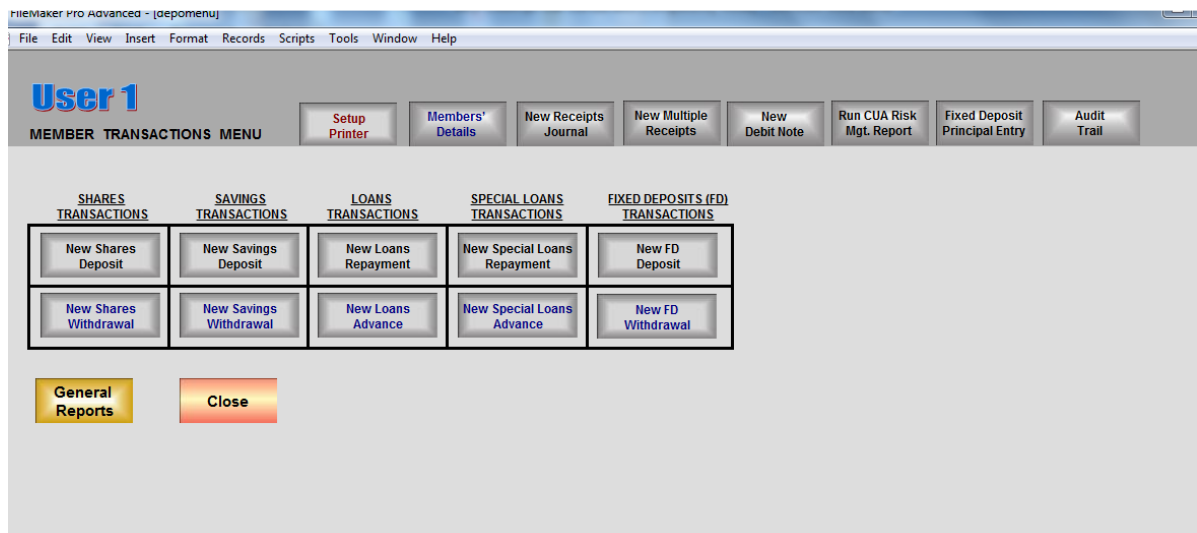 FileMaker Pro Advanced - [depomenu]
File Edit View Insert Format Records Scripts Tools Window Help
User 1
MEMBER TRANSACTIONS MENU
Setup
Printer
Members'
Details
New Receipts
Journal
New Multiple
Receipts
New
Debit Note
Run CUA Risk
Mgt. Report
Fixed Deposit
Principal Entry
Audit
Trail
SHARES
TRANSACTIONS
SAVINGS
TRANSACTIONS
LOANS
TRANSACTIONS
SPECIAL LOANS
TRANSACTIONS
FIXED DEPOSITS (FD)
TRANSACTIONS
New Shares
Deposit
New Savings
Deposit
New Loans
Repayment
New Special Loans
Repayment
New FD
Deposit
New Shares
Withdrawal
New Savings
Withdrawal
New Loans
Advance
New Special Loans
Advance
New FD
Withdrawal
General
Reports
Close